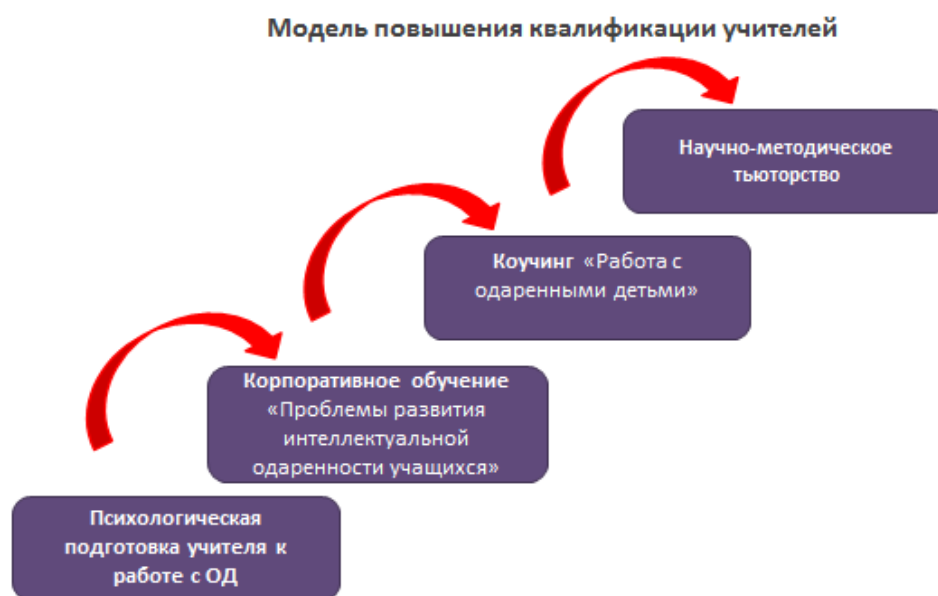 Модель повышения квалификации учителей
Научно-методическое
тьюторство
Коучинг «Работа с
одаренными детьми»
Корпоративное обучение
«Проблемы развития
интеллектуальной
одаренности учащихся»
Психологическая
подготовка учителя к
работе с ОД